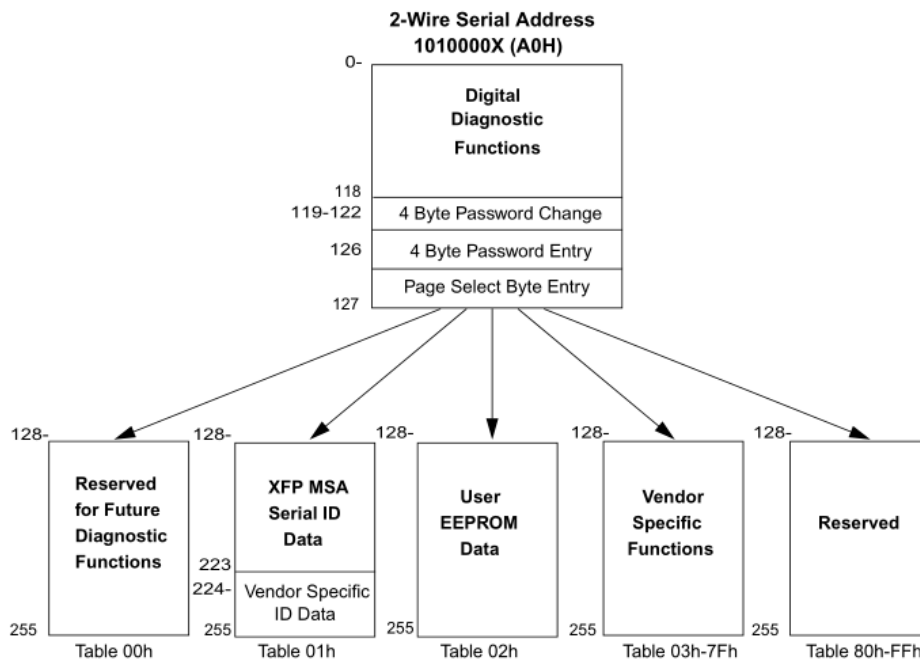 2-Wire Serial Address
1010000X (A0H)
0-
Digital
Diagnostic
Functions
118
119-122
4 Byte Password Change
126
4 Byte Password Entry
Page Select Byte Entry
127
128-
Reserved
for Future
Diagnostic
Functions
255
Table 00h
128-
XFP MSA
Serial ID
Data
223
224-
Vendor Specific
ID Data
255
Table 01h
128-
User
EEPROM
Data
255
Table 02h
128-
Vendor
Specific
Functions
255
Table 03h-7Fh
128-
Reserved
255
Table 80h-FFh